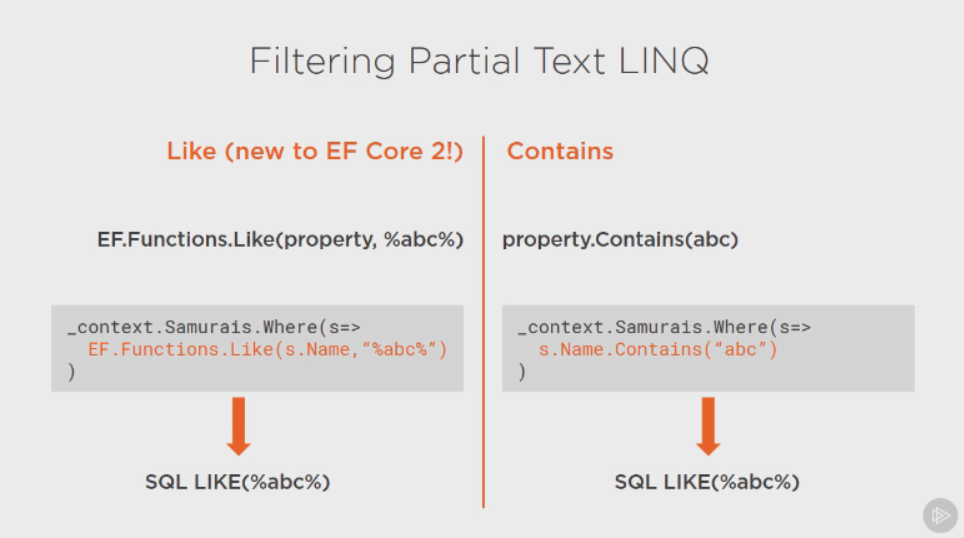 Filtering Partial Text LINQ
Like (new to EF Core 2!)
EF.Functions.Like(property, %abc%)
_context.Samurais.Where(s=>
EF.Functions.Like(s.Name,“%abc%”)
)
SQL LIKE(%abc%)
Contains
property.Contains(abc)
_context.Samurais.Where(s=>
s.Name.Contains(“abc”)
)
SQL LIKE(%abc%)